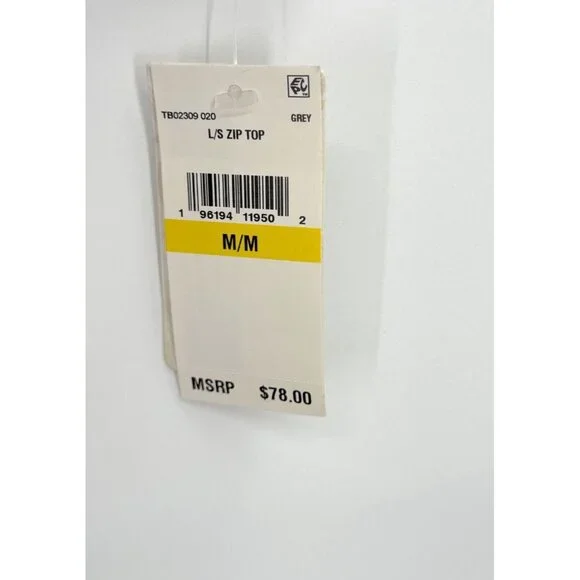 TB02309 020 GREY
L/S ZIP TOP
1 96194 11950 2
M/M
MSRP $78.00